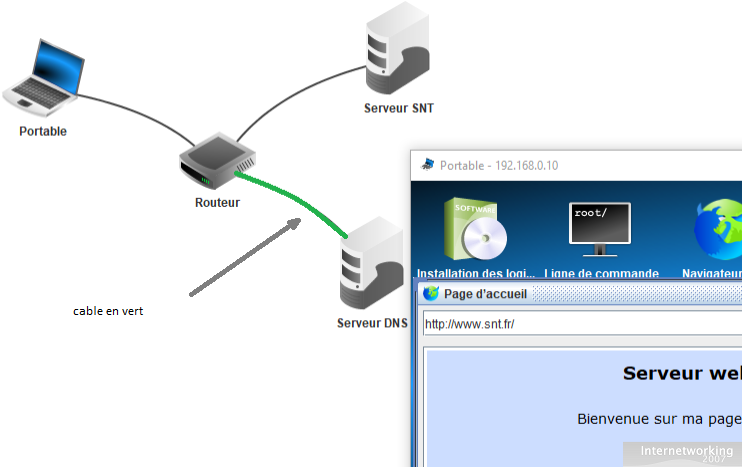 Portable
Serveur SNT
Routeur
Serveur DNS
cable en vert
Portable - 192.168.0.10
SOFTWARE
root/
Installation des logi...
Ligne de commande
Navigateur
Page d'accueil
http://www.snt.fr/
Serveur we
Bienvenue sur ma page
Internetworking
2007